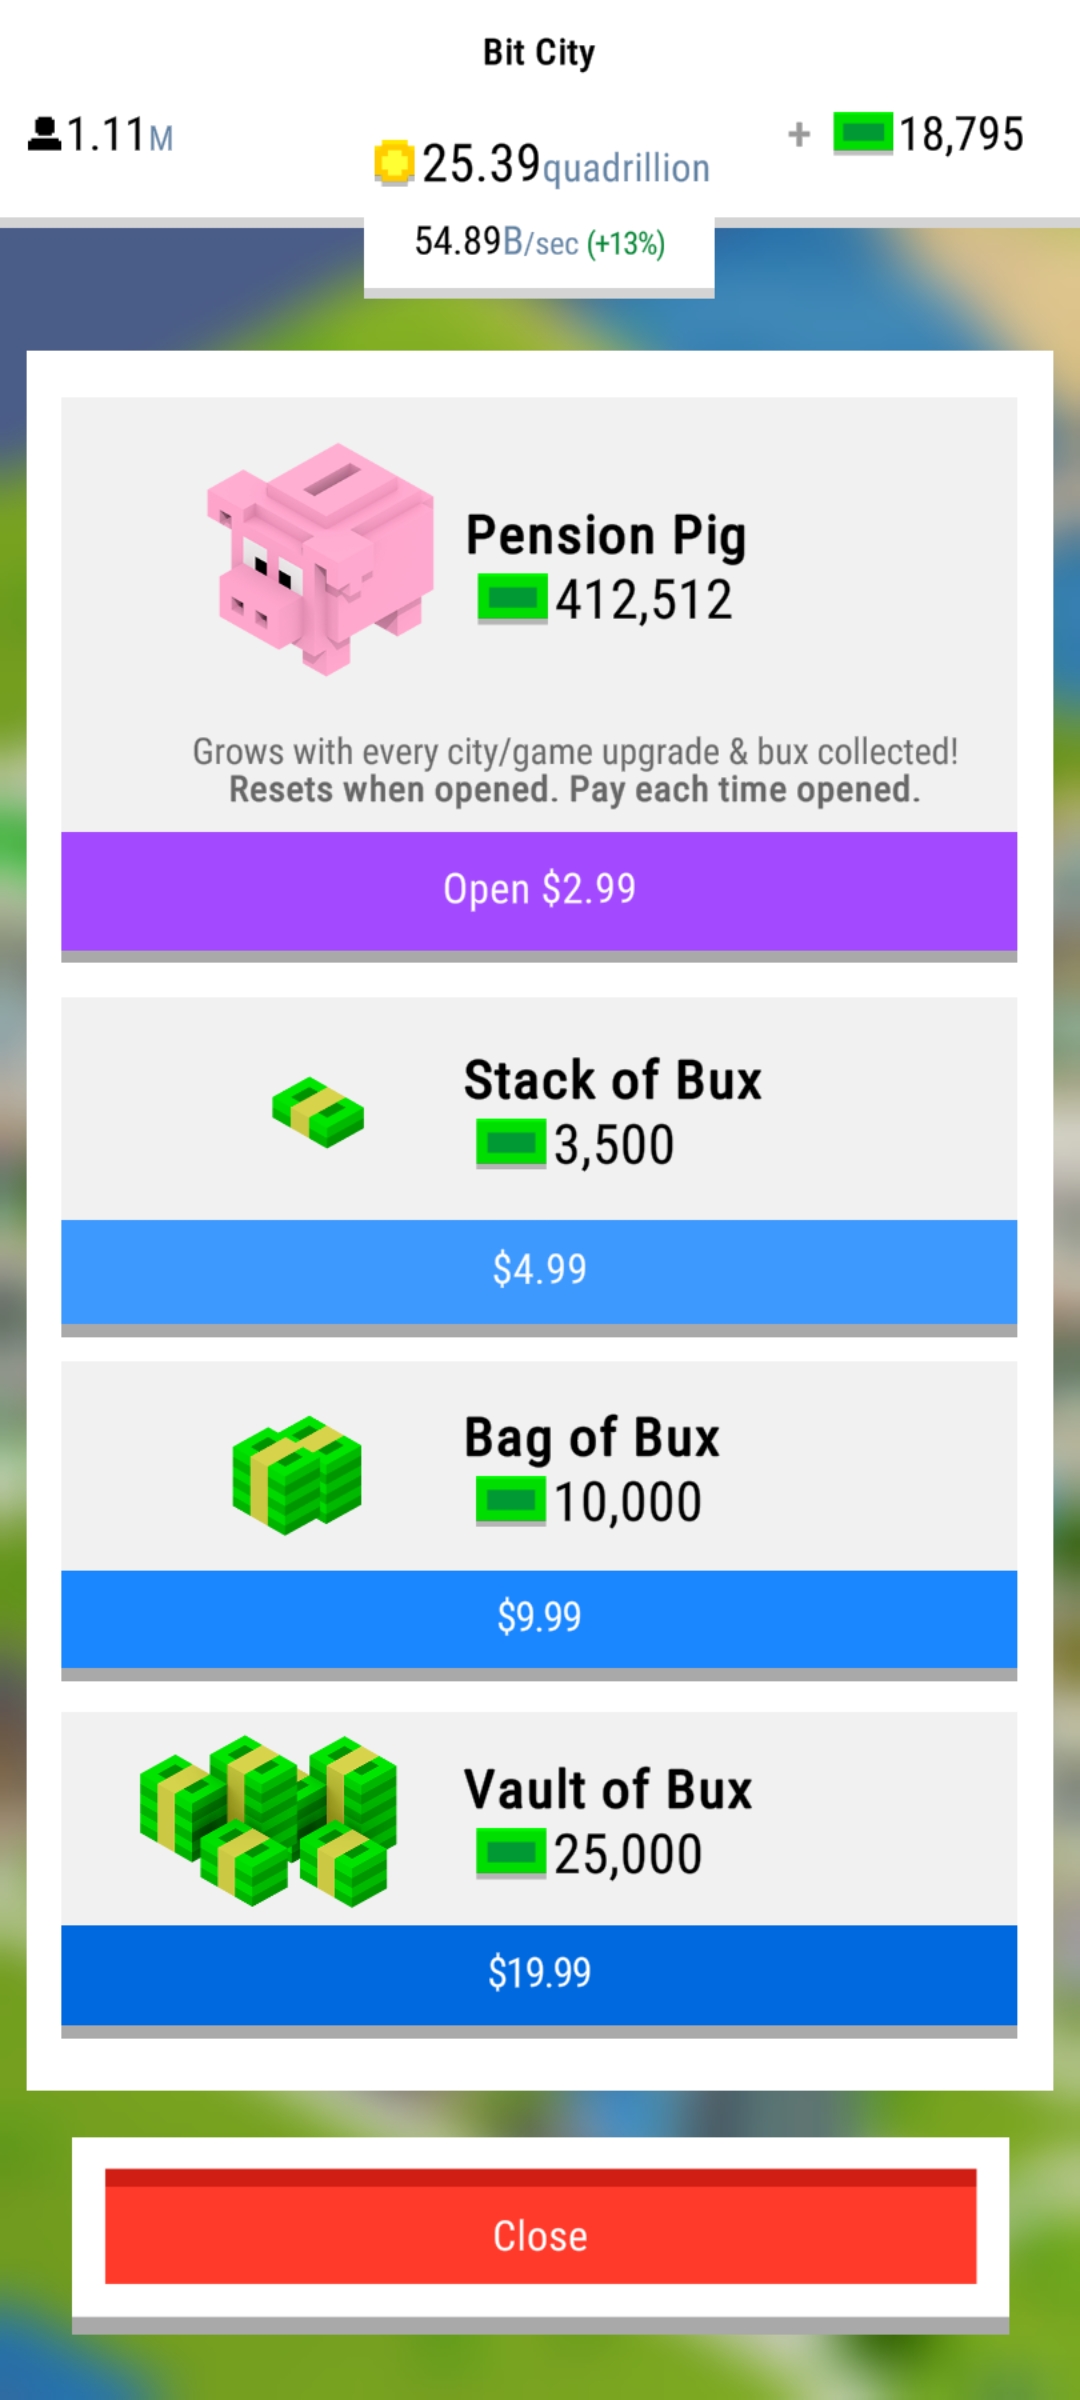 Bit City
1.11M
25.39quadrillion
+ 18,795
54.89B/sec (+13%)
Pension Pig
412,512
Grows with every city/game upgrade & bux collected!
Resets when opened. Pay each time opened.
Open $2.99
Stack of Bux
3,500
$4.99
Bag of Bux
10,000
$9.99
Vault of Bux
25,000
$19.99
Close